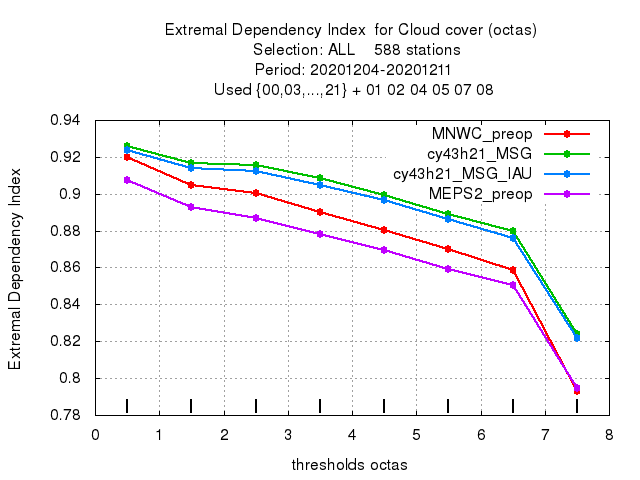 Extremal Dependency Index  for Cloud cover (octas)
Selection: ALL    588 stations
Period: 20201204-20201211
Used {00,03,...,21} + 01 02 04 05 07 08
Extremal Dependency Index
0.94
0.92
0.9
0.88
0.86
0.84
0.82
0.8
0.78
MNWC_preop
cy43h21_MSG
cy43h21_MSG_IAU
MEPS2_preop
0 1 2 3 4 5 6 7 8
thresholds octas